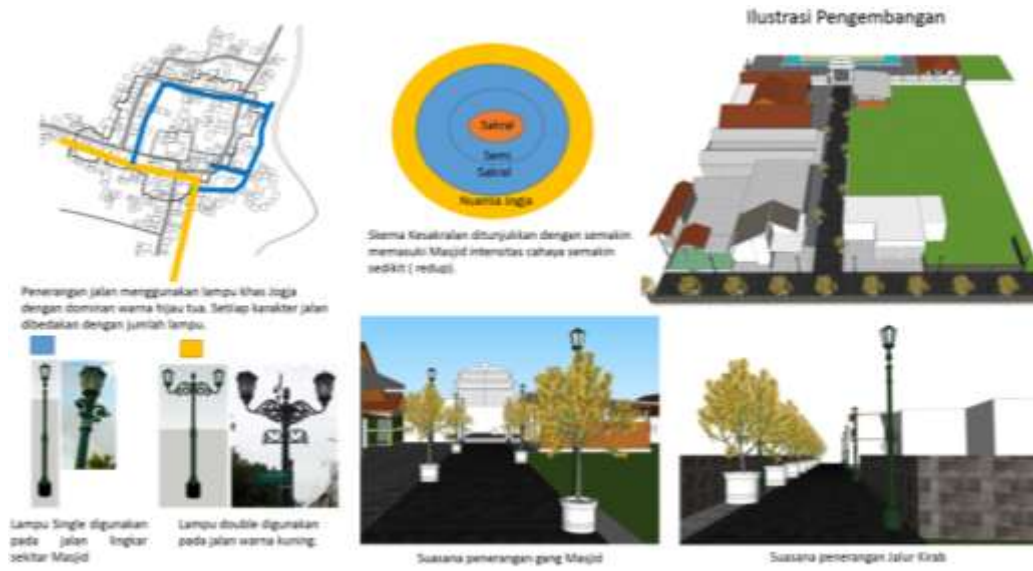 Ilustrasi Pengembangan
Sakral
Semi
Sakral
Nuansa Jogja
Skema Kesakralan ditunjukkan dengan semakin
memasuki Masjid intensitas cahaya semakin
sedikit ( redup).
Penerangan jalan menggunakan lampu khas Jogja
dengan dominan warna hijau tua. Setiap karakter jalan
dibedakan dengan jumlah lampu.
Lampu Single digunakan
pada jalan lingkar
sekitar Masjid
Lampu double digunakan
pada jalan warna kuning.
Suasana penerangan gang Masjid
Suasana penerangan Jalur Kirab